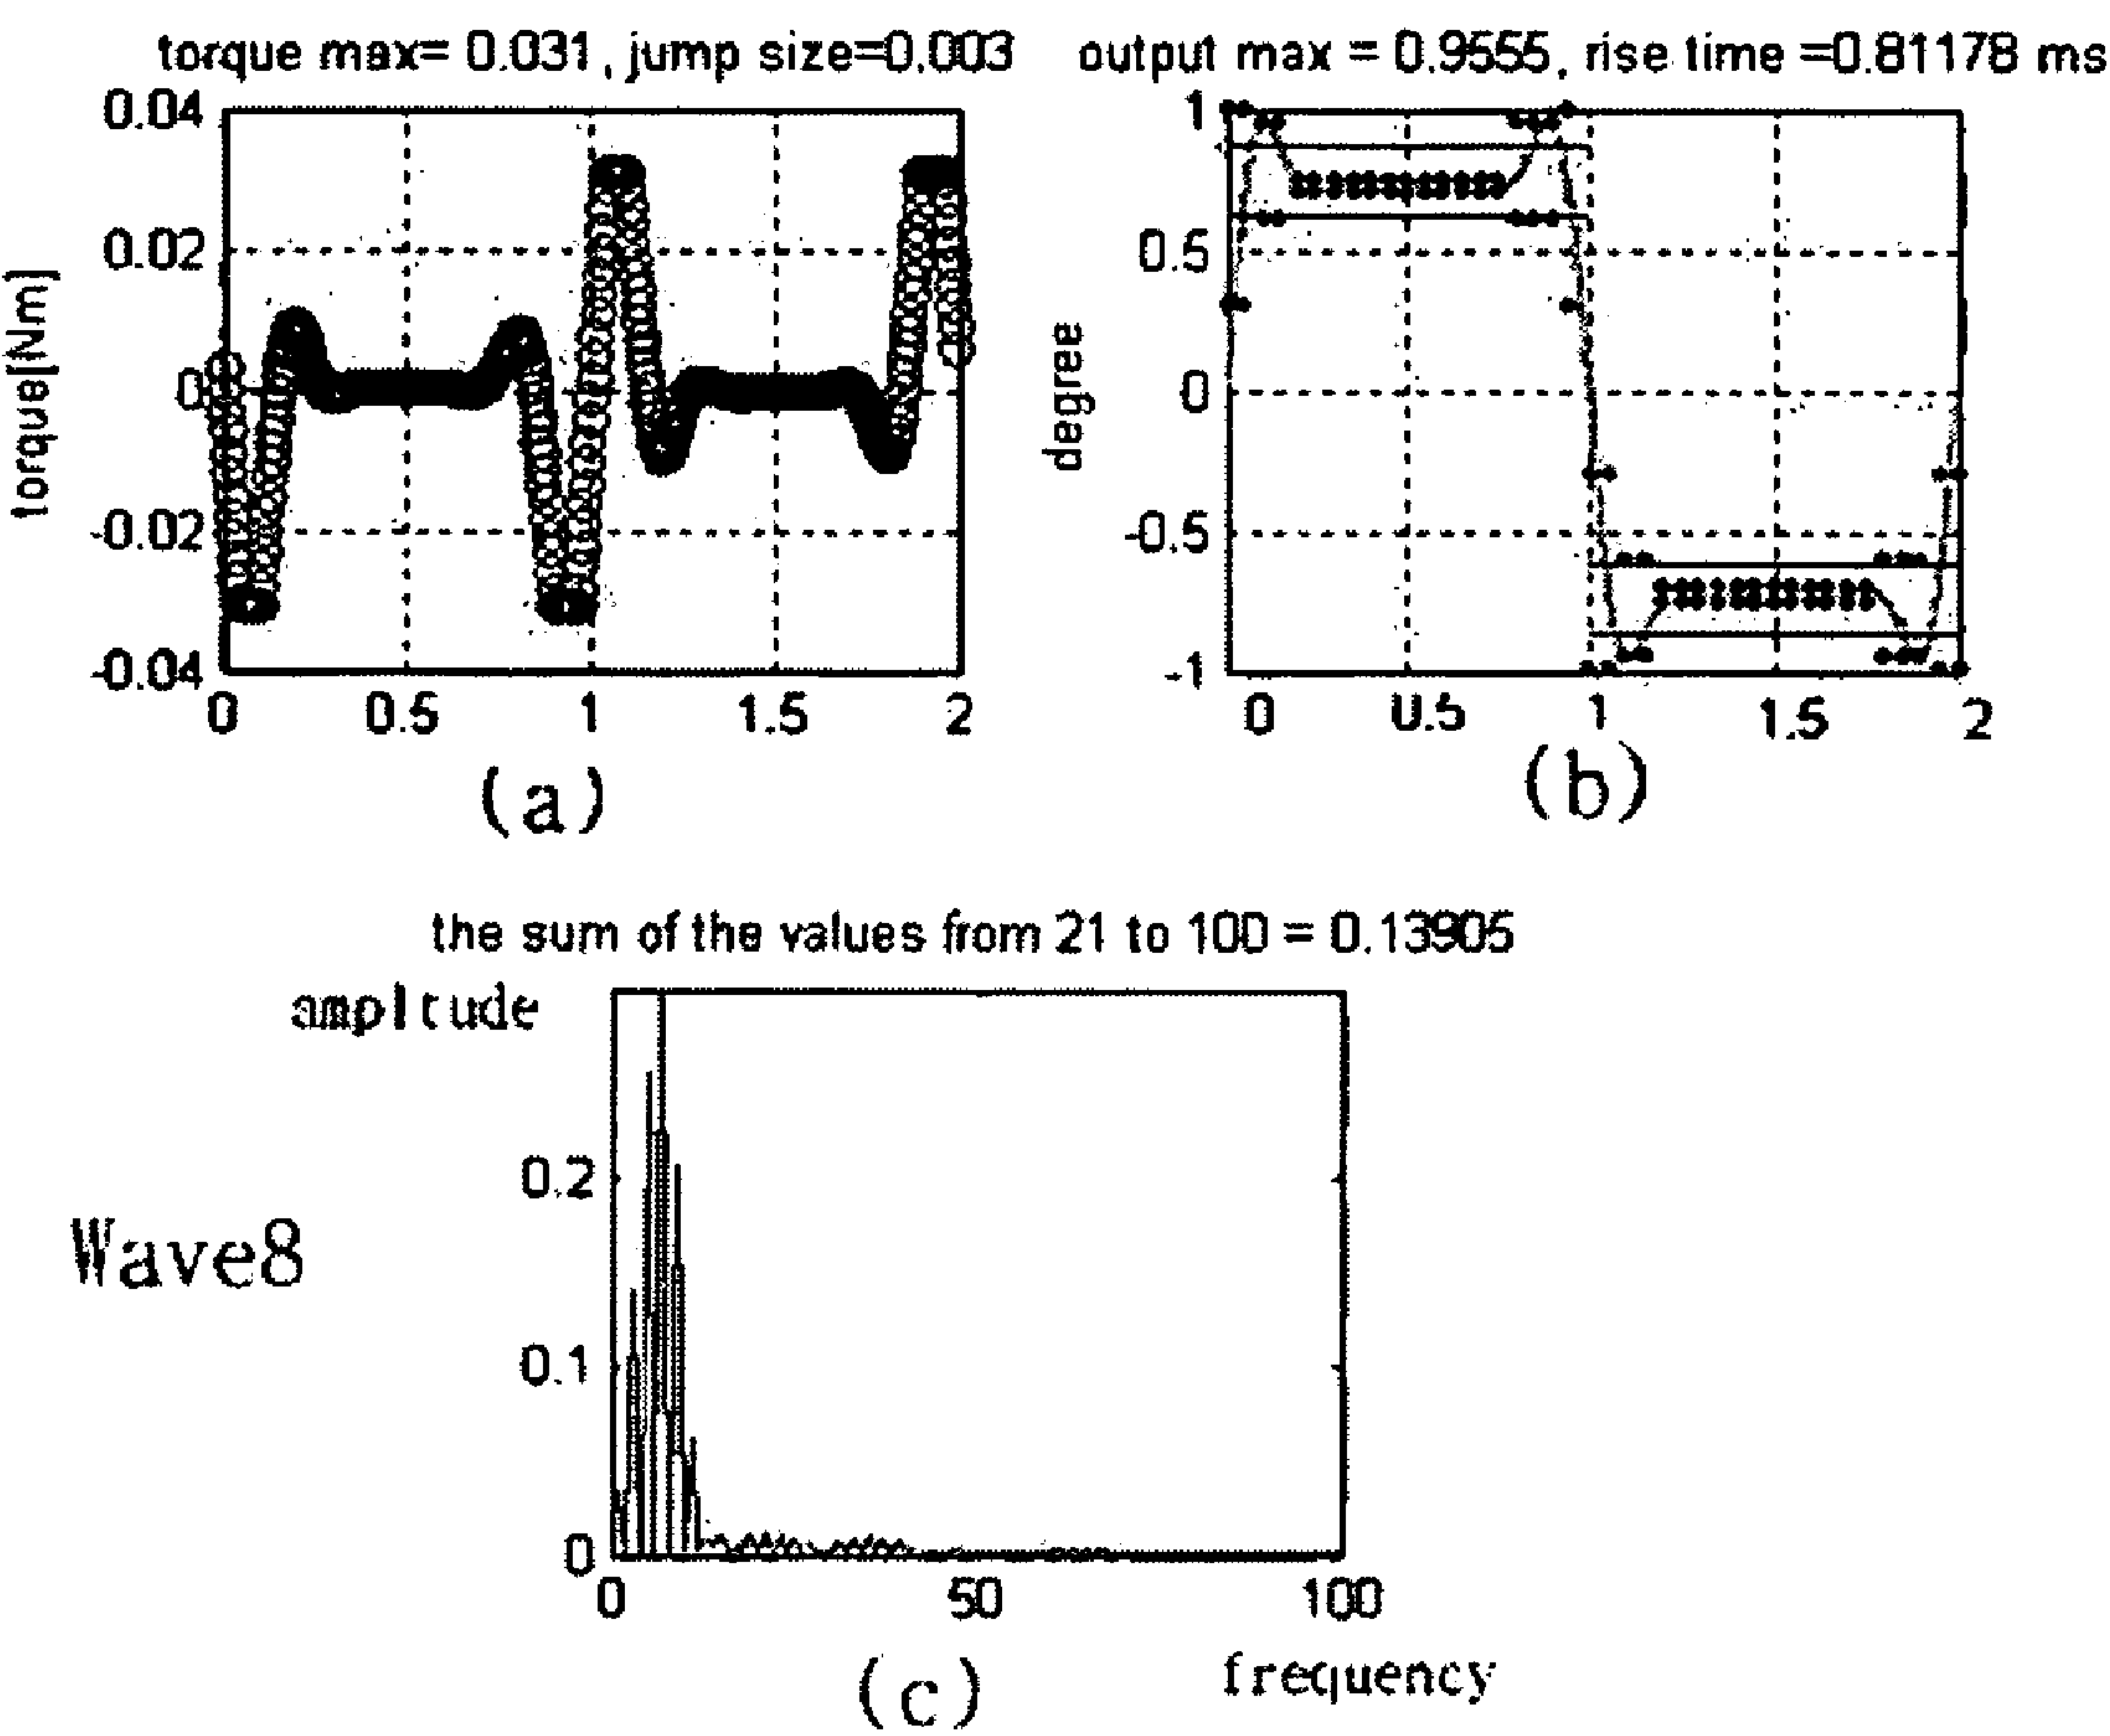 torque max= 0.031, jump size=0.003
output max = 0.9555, rise time =0.81178 ms
0.04
0.02
0
-0.02
-0.04
torque[Nm]
0 0.5 1 1.5 2
(a)
1
0.5
0
-0.5
-1
degrea
0 0.5 1 1.5 2
(b)
the sum of the values from 21 to 100 = 0.13905
amplitude
0.2
0.1
0
Wave8
0 50 100
frequency
(c)